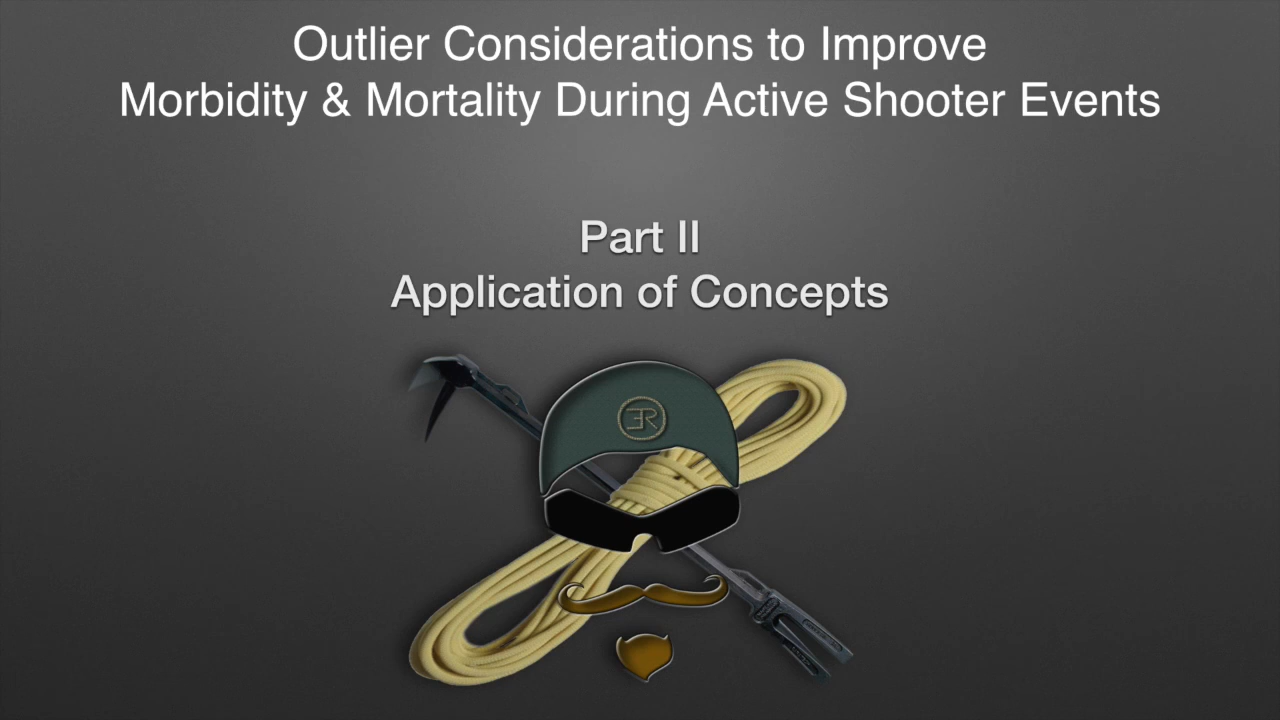 Outlier Considerations to Improve
Morbidity & Mortality During Active Shooter Events
Part II
Application of Concepts